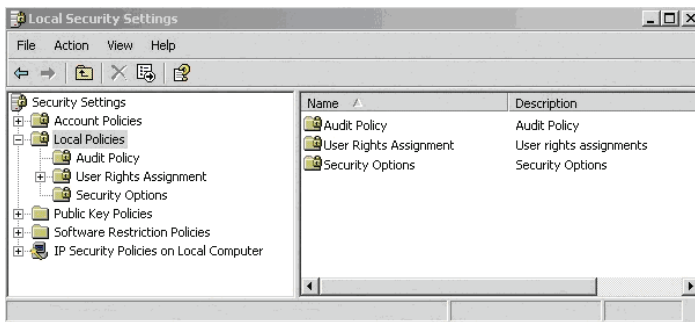 Local Security Settings
File Action View Help
Security Settings
Account Policies
Local Policies
Audit Policy
User Rights Assignment
Security Options
Public Key Policies
Software Restriction Policies
IP Security Policies on Local Computer
Name Description
Audit Policy Audit Policy
User Rights Assignment User rights assignments
Security Options Security Options